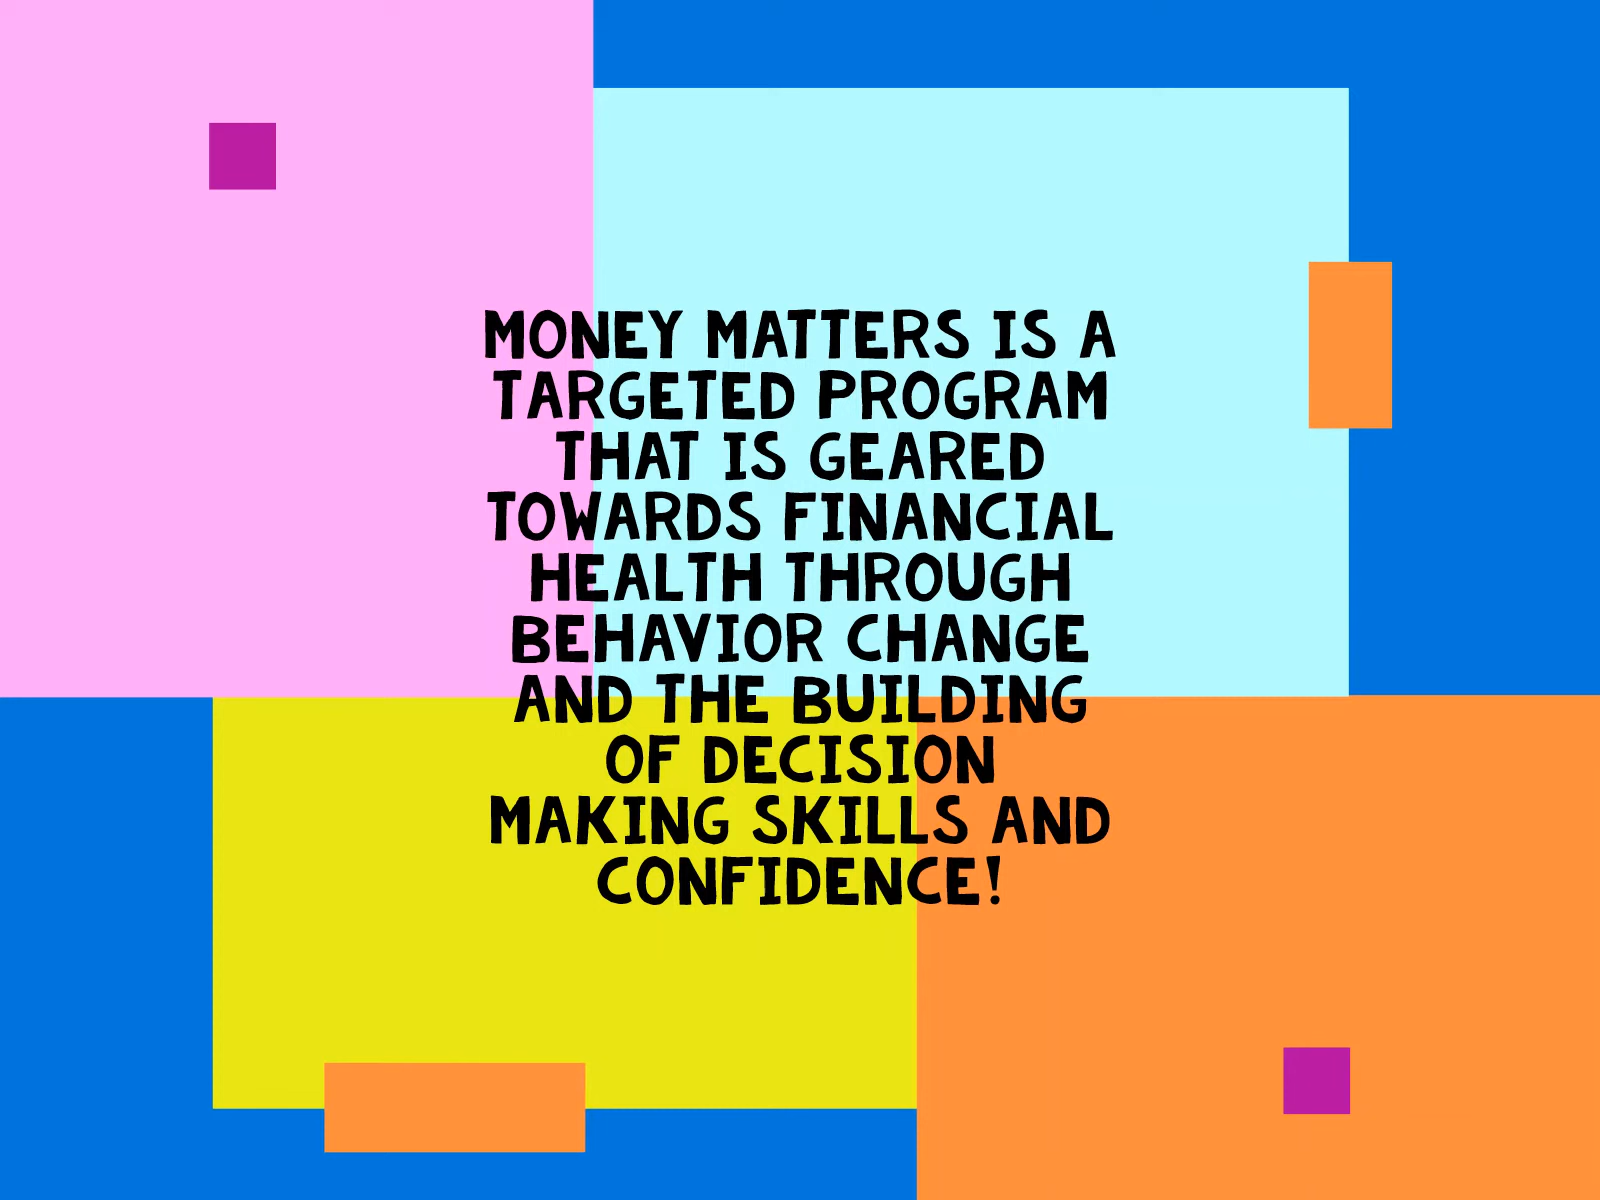 MONEY MATTERS IS A
TARGETED PROGRAM
THAT IS GEARED
TOWARDS FINANCIAL
HEALTH THROUGH
BEHAVIOR CHANGE
AND THE BUILDING
OF DECISION
MAKING SKILLS AND
CONFIDENCE!